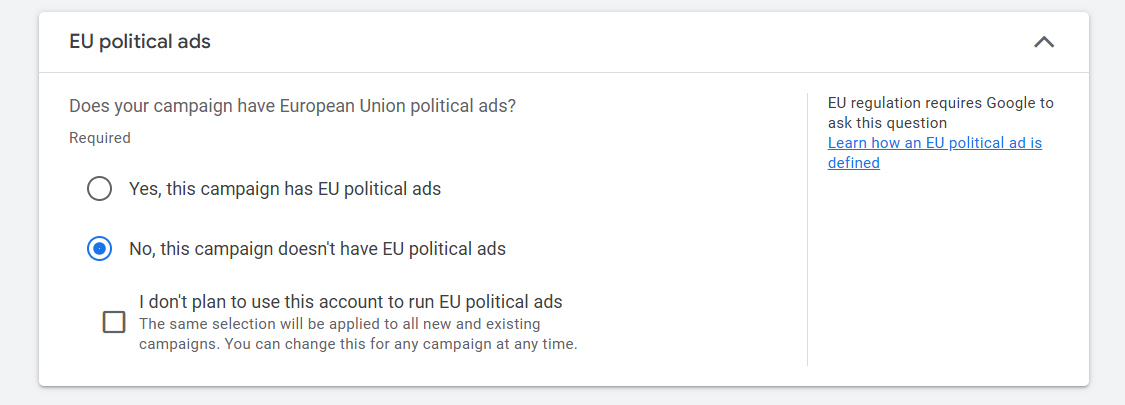 EU political ads
Does your campaign have European Union political ads?
Required
Yes, this campaign has EU political ads
No, this campaign doesn't have EU political ads
I don't plan to use this account to run EU political ads
The same selection will be applied to all new and existing
campaigns. You can change this for any campaign at any time.
EU regulation requires Google to
ask this question
Learn how an EU political ad is
defined